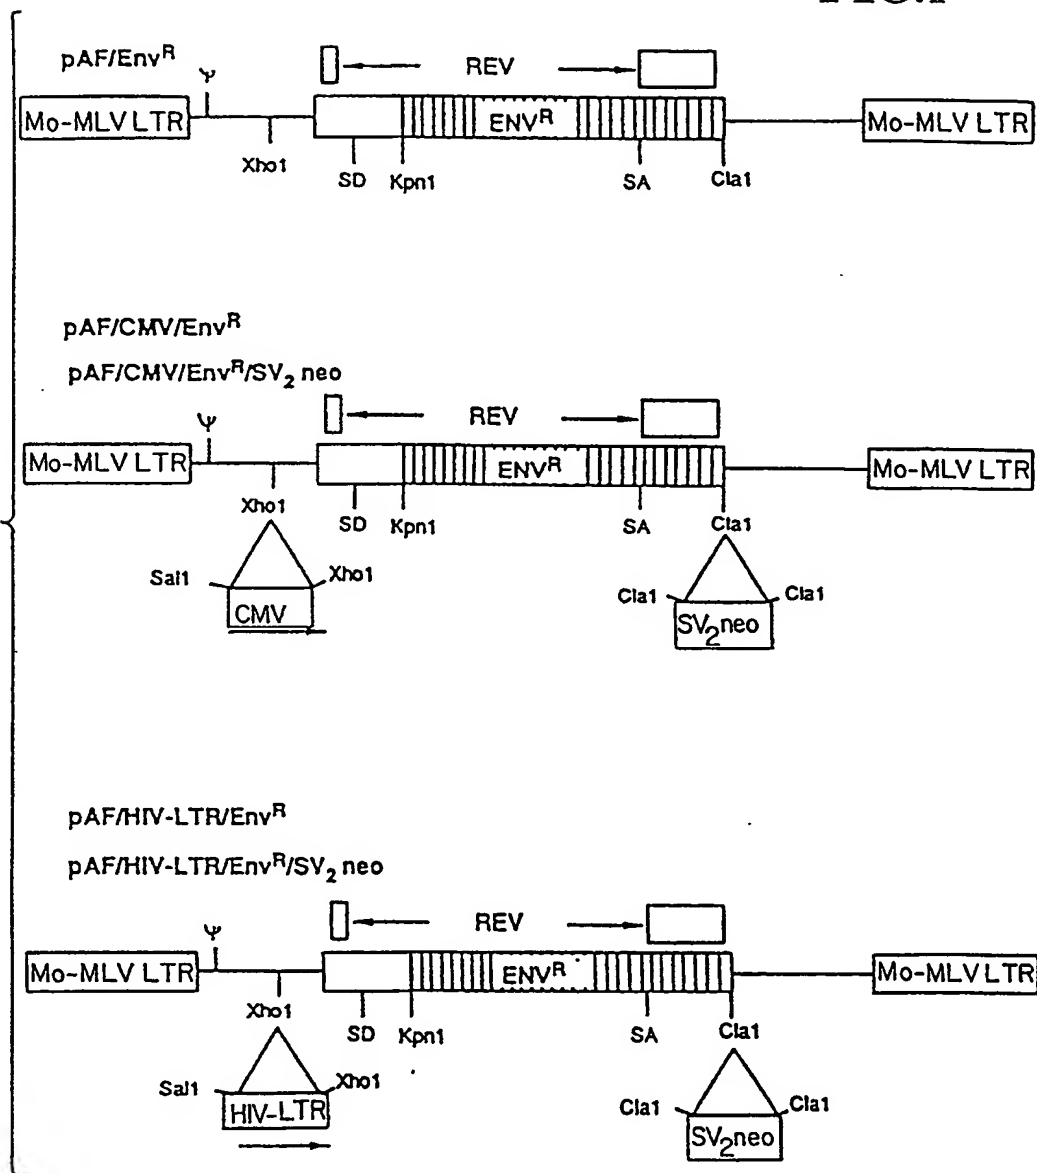 FIG.1
pAF/Env^R
Ψ
REV
Mo-MLV LTR
ENV^R
Mo-MLV LTR
Xho1
SD
Kpn1
SA
Cla1
pAF/CMV/Env^R
pAF/CMV/Env^R/SV₂ neo
Ψ
REV
Mo-MLV LTR
ENV^R
Mo-MLV LTR
Xho1
SD
Kpn1
SA
Cla1
Sal1
Xho1
CMV
Cla1
Cla1
SV₂neo
pAF/HIV-LTR/Env^R
pAF/HIV-LTR/Env^R/SV₂ neo
Ψ
REV
Mo-MLV LTR
ENV^R
Mo-MLV LTR
Xho1
SD
Kpn1
SA
Cla1
Sal1
Xho1
HIV-LTR
Cla1
Cla1
SV₂neo